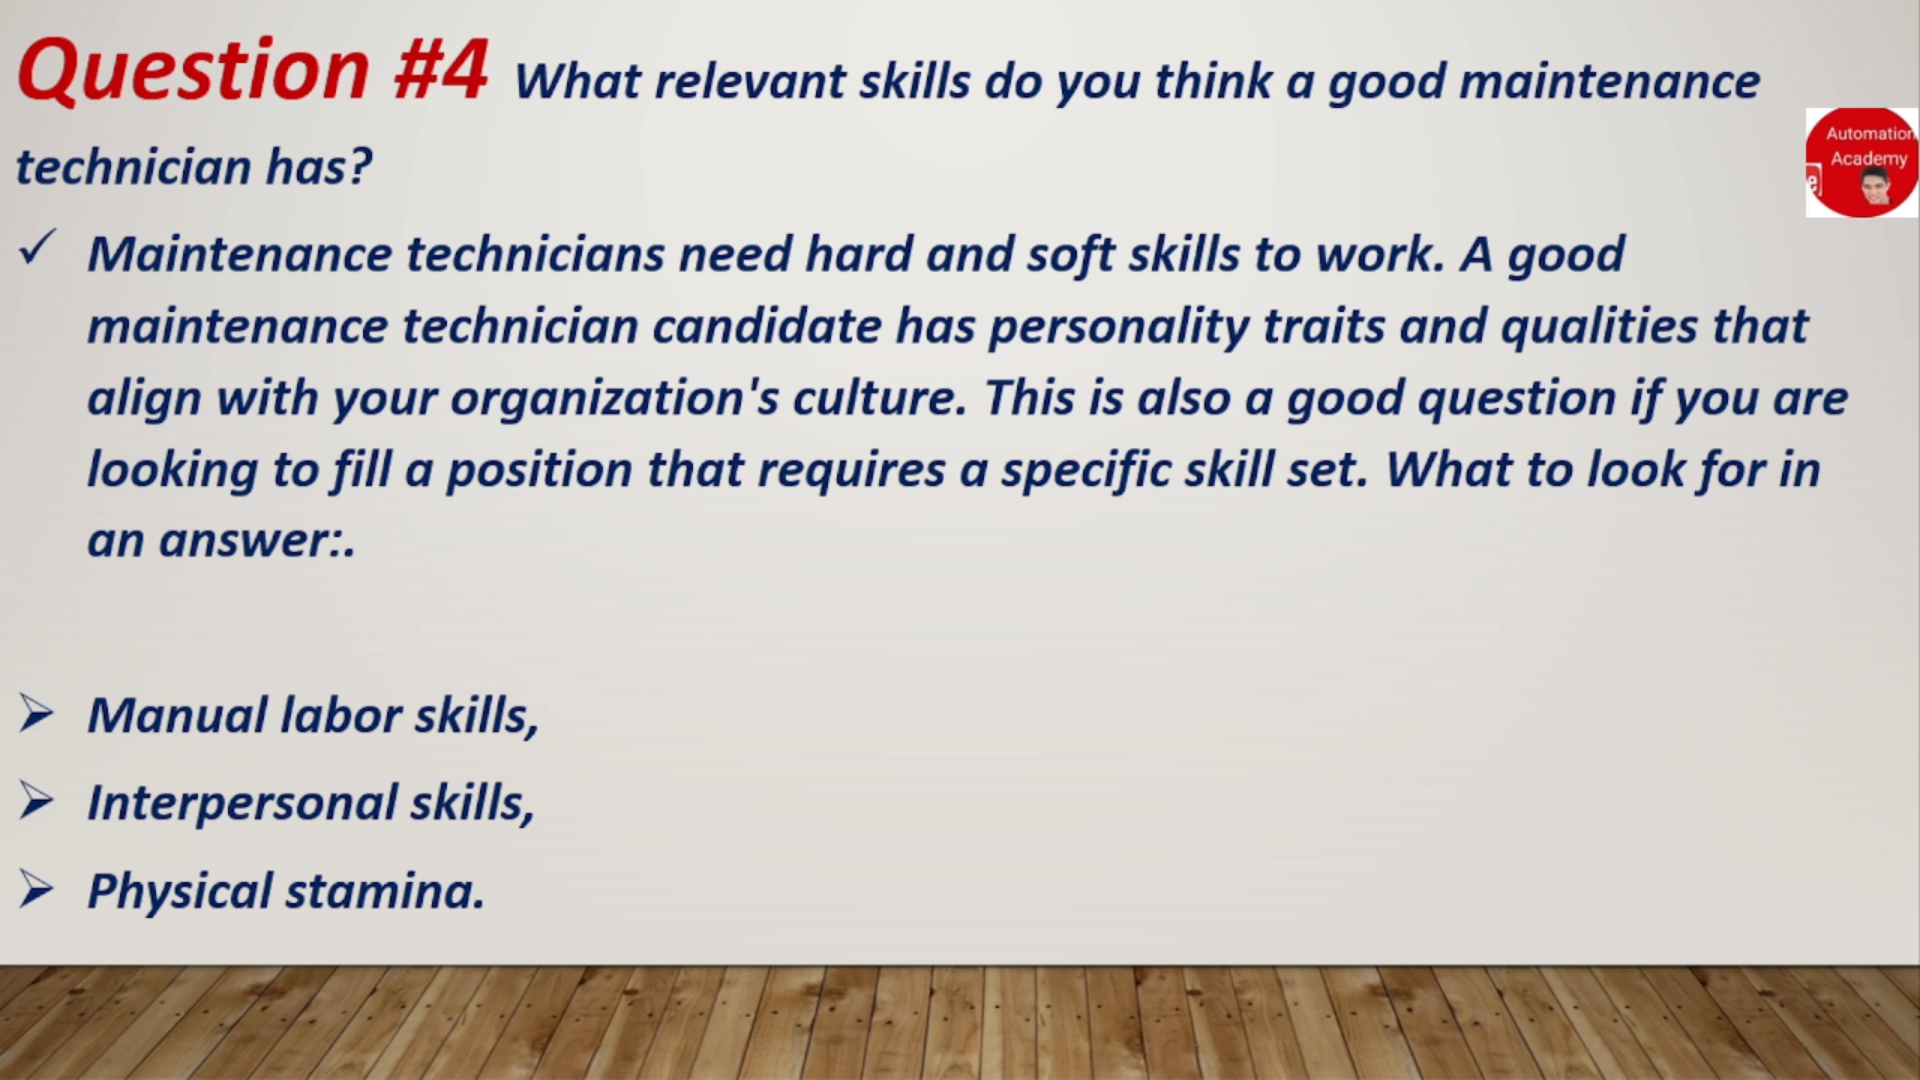 Question #4 What relevant skills do you think a good maintenance
technician has?
Automation
Academy
e
✓ Maintenance technicians need hard and soft skills to work. A good
maintenance technician candidate has personality traits and qualities that
align with your organization's culture. This is also a good question if you are
looking to fill a position that requires a specific skill set. What to look for in
an answer:.
➢ Manual labor skills,
➢ Interpersonal skills,
➢ Physical stamina.